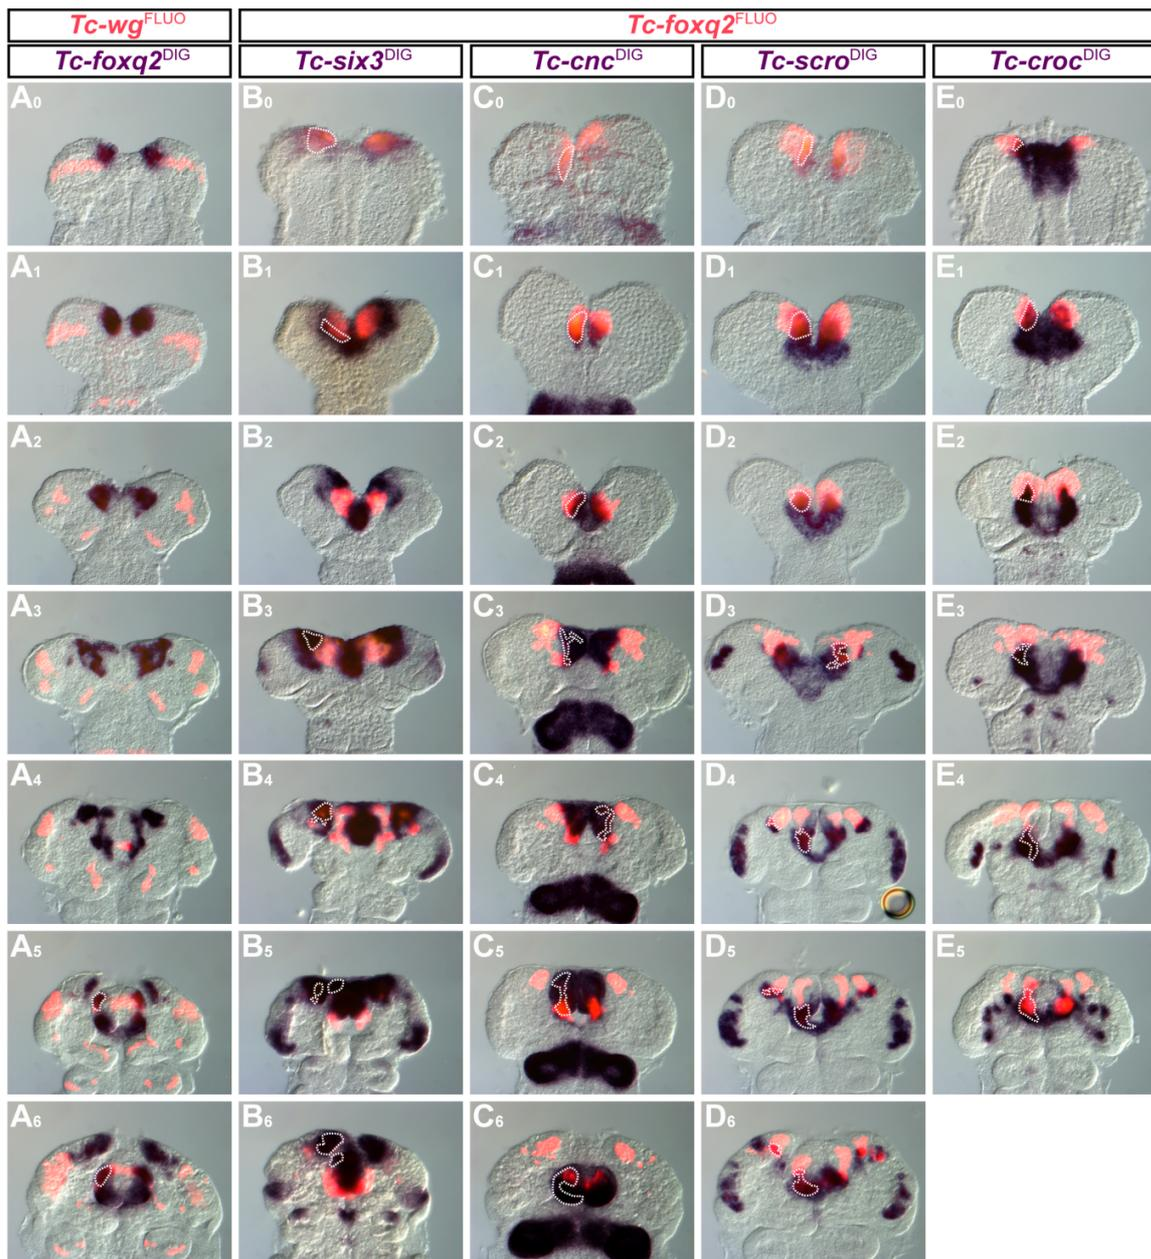 Tc-wgFLUO Tc-foxq2FLUO
Tc-foxq2DIG Tc-six3DIG Tc-cncDIG Tc-scroDIG Tc-crocDIG
A0 B0 C0 D0 E0
A1 B1 C1 D1 E1
A2 B2 C2 D2 E2
A3 B3 C3 D3 E3
A4 B4 C4 D4 E4
A5 B5 C5 D5 E5
A6 B6 C6 D6